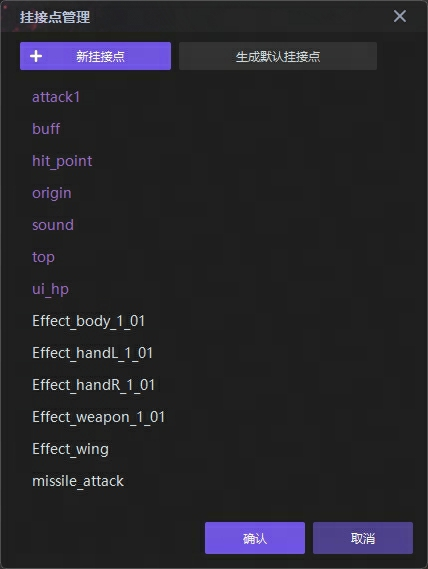 挂接点管理
新挂接点
生成默认挂接点
attack1
buff
hit_point
origin
sound
top
ui_hp
Effect_body_1_01
Effect_handL_1_01
Effect_handR_1_01
Effect_weapon_1_01
Effect_wing
missile_attack
确认
取消